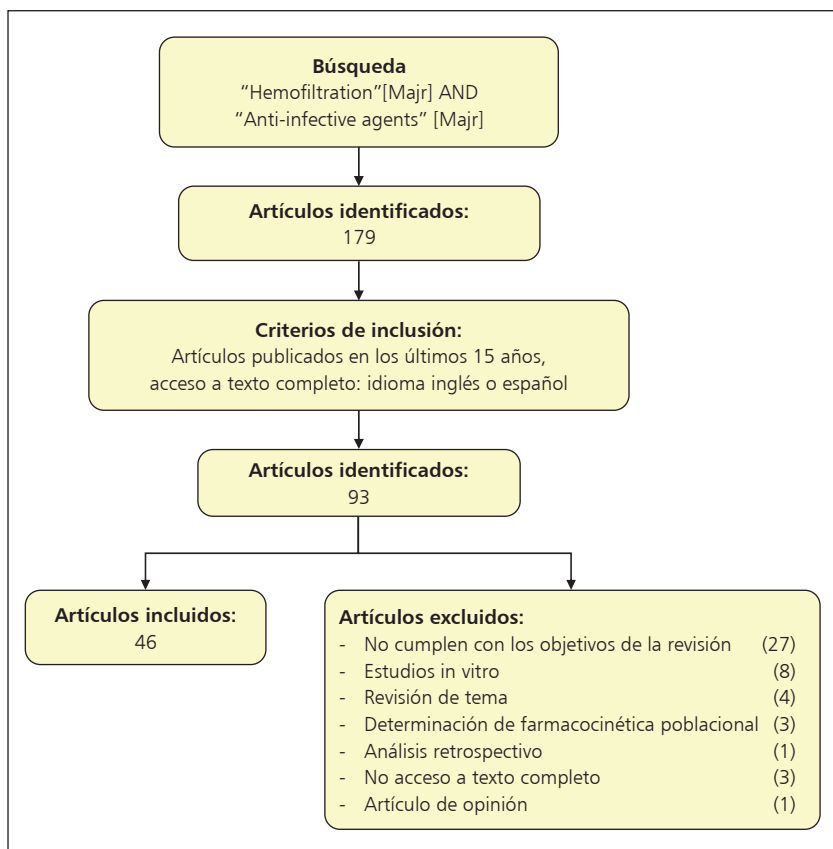 Búsqueda
“Hemofiltration”[Majr] AND
“Anti-infective agents” [Majr]
Artículos identificados:
179
Criterios de inclusión:
Artículos publicados en los últimos 15 años,
acceso a texto completo: idioma inglés o español
Artículos identificados:
93
Artículos incluidos:
46
Artículos excluidos:
- No cumplen con los objetivos de la revisión (27)
- Estudios in vitro (8)
- Revisión de tema (4)
- Determinación de farmacocinética poblacional (3)
- Análisis retrospectivo (1)
- No acceso a texto completo (3)
- Artículo de opinión (1)